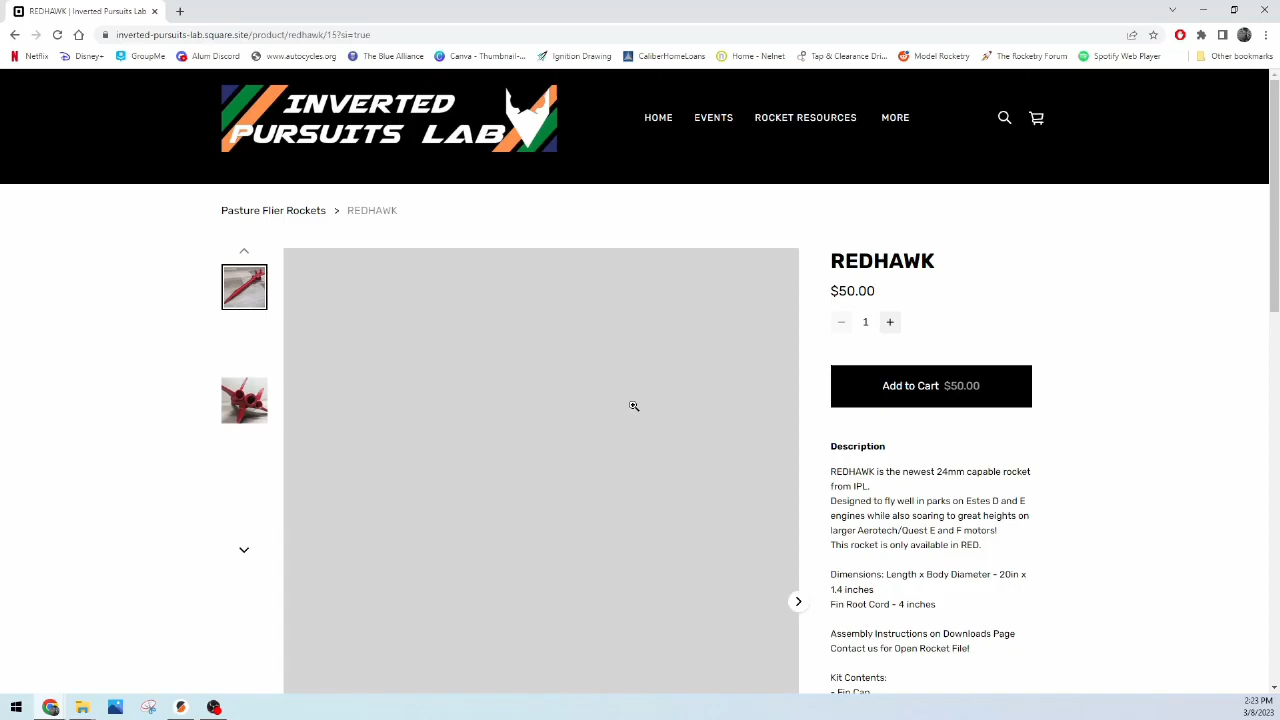 REDHAWK | Inverted Pursuits Lab
inverted-pursuits-lab.square.site/product/redhawk/15?si=true
Netflix
Disney+
GroupMe
Alum Discord
www.autocycles.org
The Blue Alliance
Canva - Thumbnail-...
Ignition Drawing
CaliberHomeLoans
Home - Nelnet
Tap & Clearance Dri...
Model Rocketry
The Rocketry Forum
Spotify Web Player
Other bookmarks
INVERTED
PURSUITS LAB
HOME
EVENTS
ROCKET RESOURCES
MORE
Pasture Flier Rockets > REDHAWK
REDHAWK
$50.00
1
Add to Cart $50.00
Description
REDHAWK is the newest 24mm capable rocket
from IPL.
Designed to fly well in parks on Estes D and E
engines while also soaring to great heights on
larger Aerotech/Quest E and F motors!
This rocket is only available in RED.
Dimensions: Length x Body Diameter - 20in x
1.4 inches
Fin Root Cord - 4 inches
Assembly Instructions on Downloads Page
Contact us for Open Rocket File!
Kit Contents:
- Fin Can
2:23 PM
3/8/2023